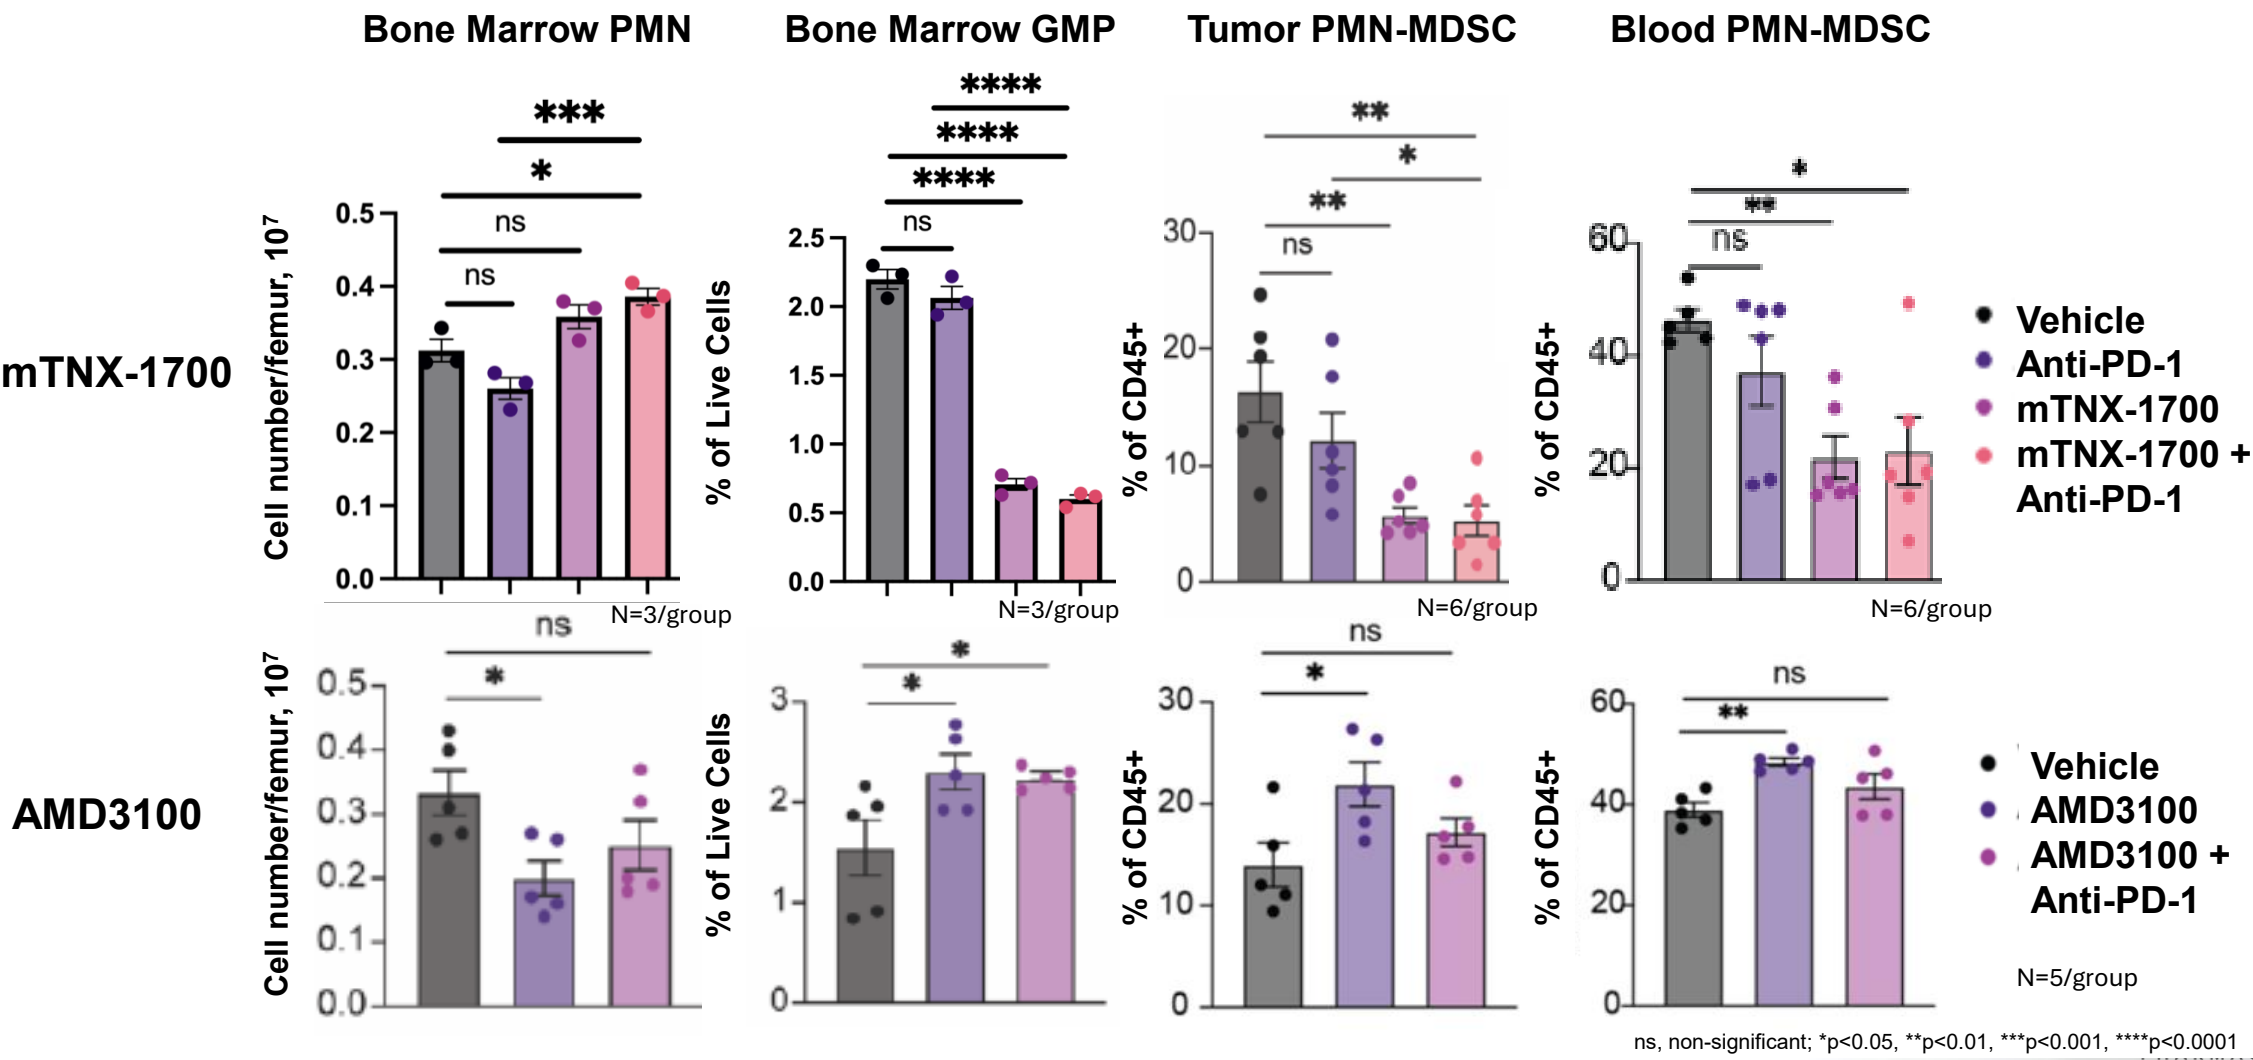 Bone Marrow PMN
Bone Marrow GMP
Tumor PMN-MDSC
Blood PMN-MDSC
mTNX-1700
Cell number/femur, 10⁷
***
*
ns
ns
0.5
0.4
0.3
0.2
0.1
0.0
N=3/group
% of Live Cells
****
****
****
ns
2.5
2.0
1.5
1.0
0.5
0.0
N=3/group
% of CD45+
**
*
**
ns
30
20
10
0
N=6/group
% of CD45+
*
**
ns
60
40
20
0
N=6/group
Vehicle
Anti-PD-1
mTNX-1700
mTNX-1700 +
Anti-PD-1
AMD3100
Cell number/femur, 10⁷
ns
*
0.5
0.4
0.3
0.2
0.1
0.0
% of Live Cells
*
*
3
2
1
0
% of CD45+
ns
*
30
20
10
0
% of CD45+
ns
**
60
40
20
0
Vehicle
AMD3100
AMD3100 +
Anti-PD-1
N=5/group
ns, non-significant; *p<0.05, **p<0.01, ***p<0.001, ****p<0.0001